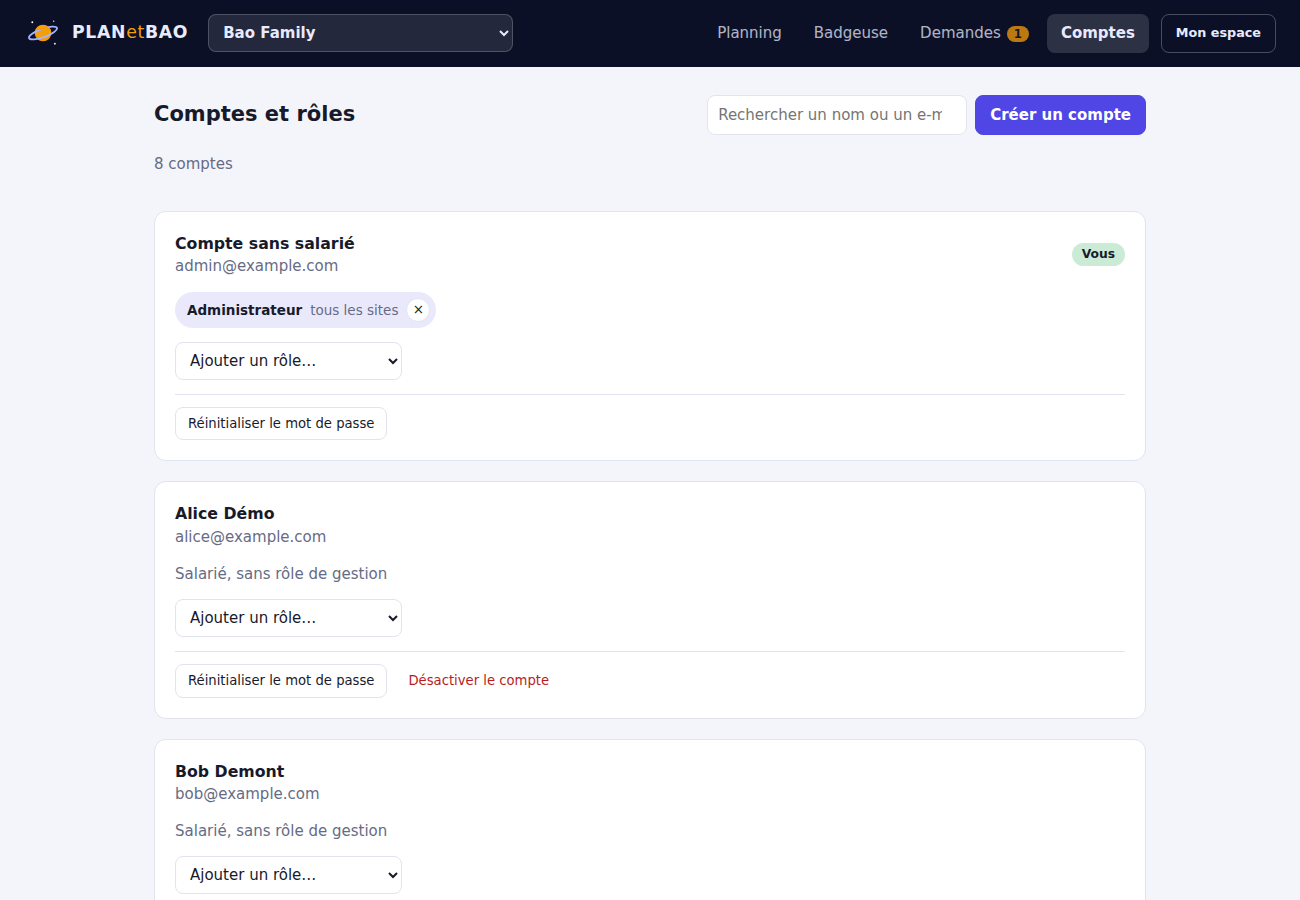 PLANetBAO
Bao Family
Planning
Badgeuse
Demandes 1
Comptes
Mon espace
Comptes et rôles
Rechercher un nom ou un e-m
Créer un compte
8 comptes
Compte sans salarié
admin@example.com
Vous
Administrateur tous les sites ×
Ajouter un rôle…
Réinitialiser le mot de passe
Alice Démo
alice@example.com
Salarié, sans rôle de gestion
Ajouter un rôle…
Réinitialiser le mot de passe
Désactiver le compte
Bob Demont
bob@example.com
Salarié, sans rôle de gestion
Ajouter un rôle…